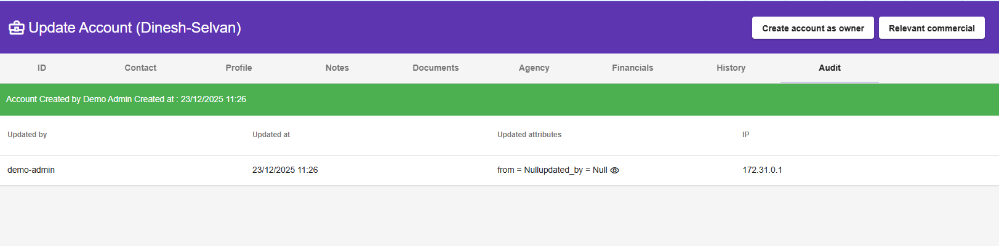 Update Account (Dinesh-Selvan)
Create account as owner
Relevant commercial
ID
Contact
Profile
Notes
Documents
Agency
Financials
History
Audit
Account Created by Demo Admin Created at : 23/12/2025 11:26
Updated by
Updated at
Updated attributes
IP
demo-admin
23/12/2025 11:26
from = Nullupdated_by = Null
172.31.0.1